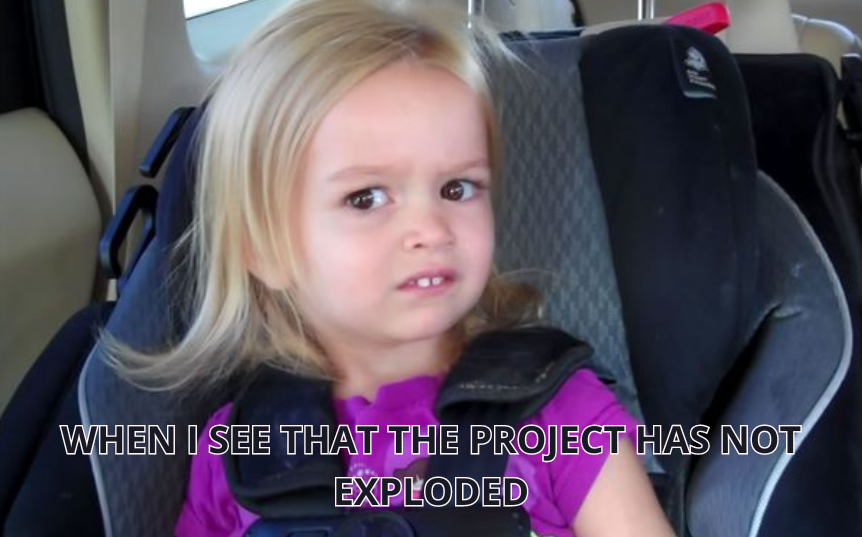 WHEN I SEE THAT THE PROJECT HAS NOT
EXPLODED